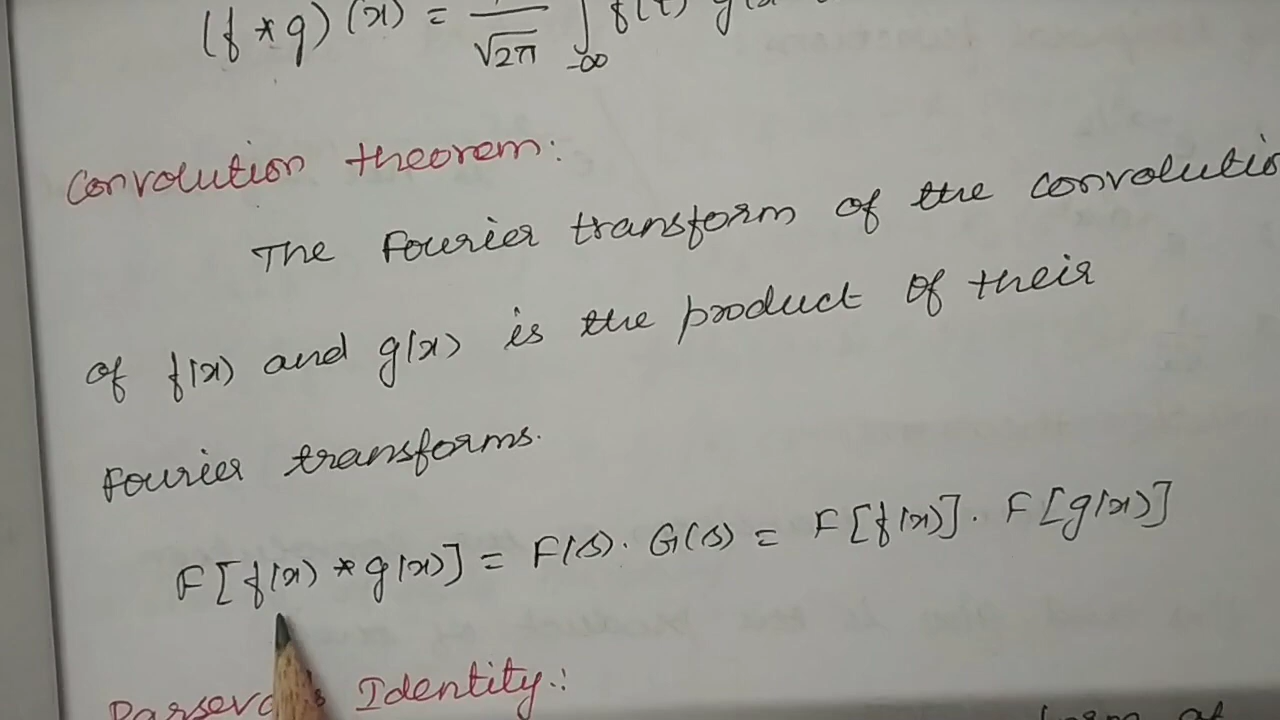 (f * g)(x) = 1/√2π ∫-∞ f(t) g(x
Convolution theorem:
The Fourier transform of the convolutio
of f(x) and g(x) is the product of their
Fourier transforms.
F[f(x) * g(x)] = F(s). G(s) = F[f(x)]. F[g(x)]
Identity: